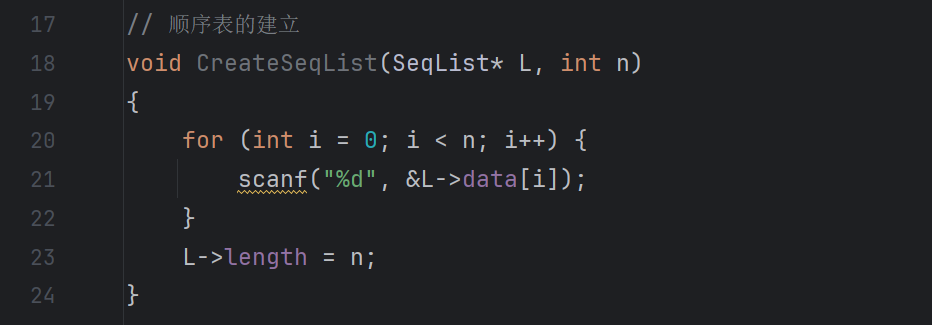 17 // 顺序表的建立
18 void CreateSeqList(SeqList* L, int n)
19 {
20     for (int i = 0; i < n; i++) {
21         scanf("%d", &L->data[i]);
22     }
23     L->length = n;
24 }